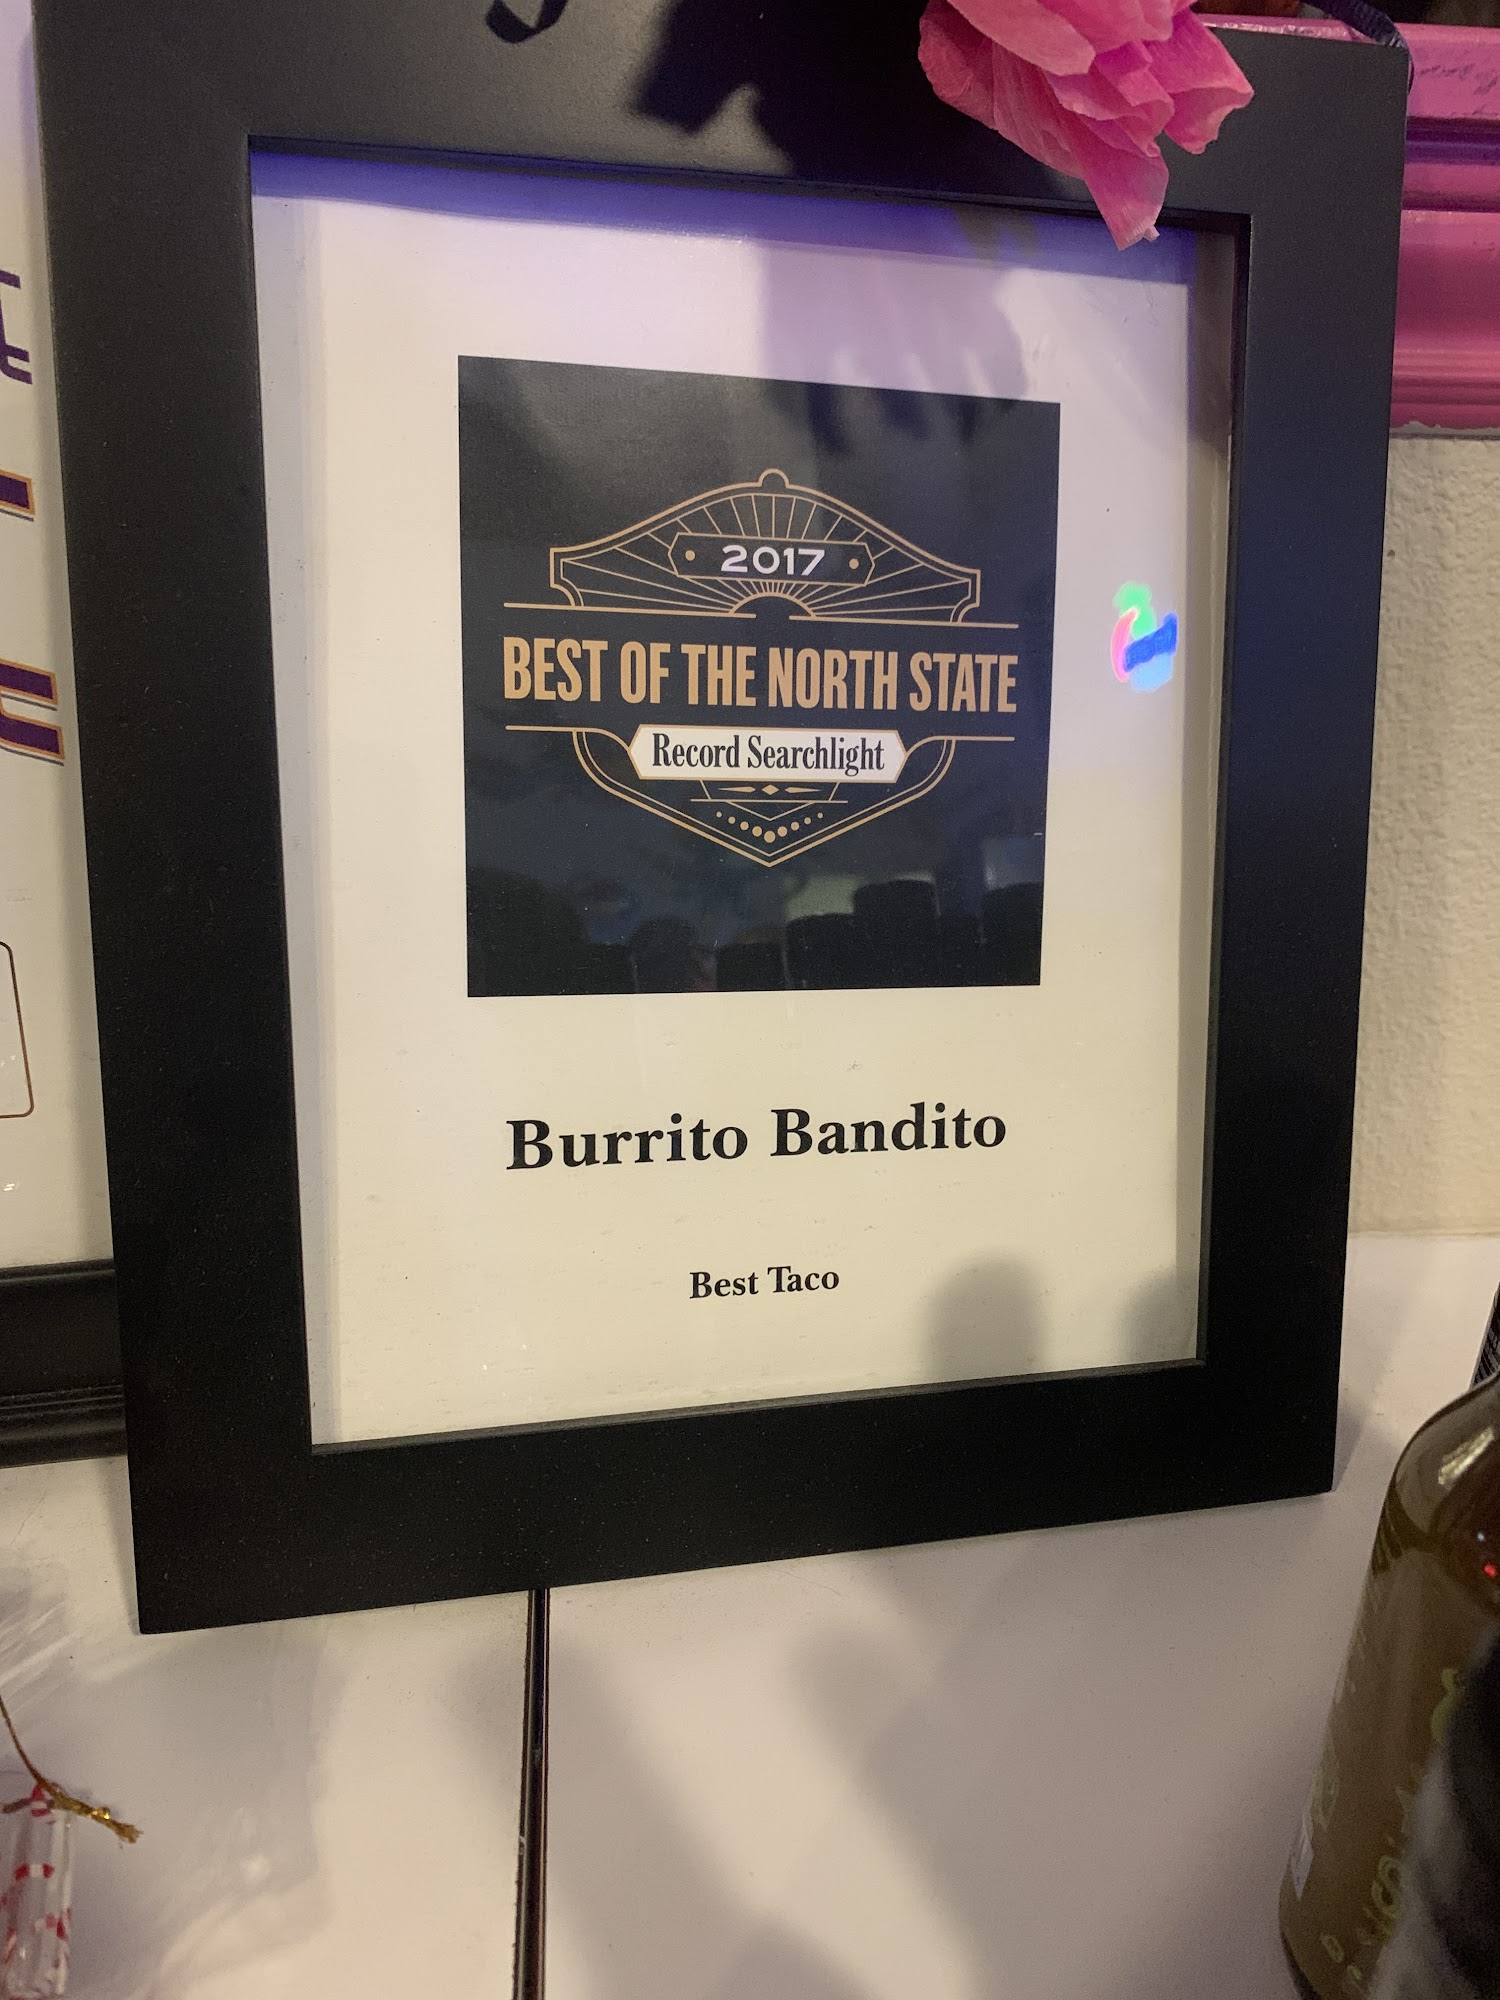 2017
BEST OF THE NORTH STATE
Record Searchlight
Burrito Bandito
Best Taco